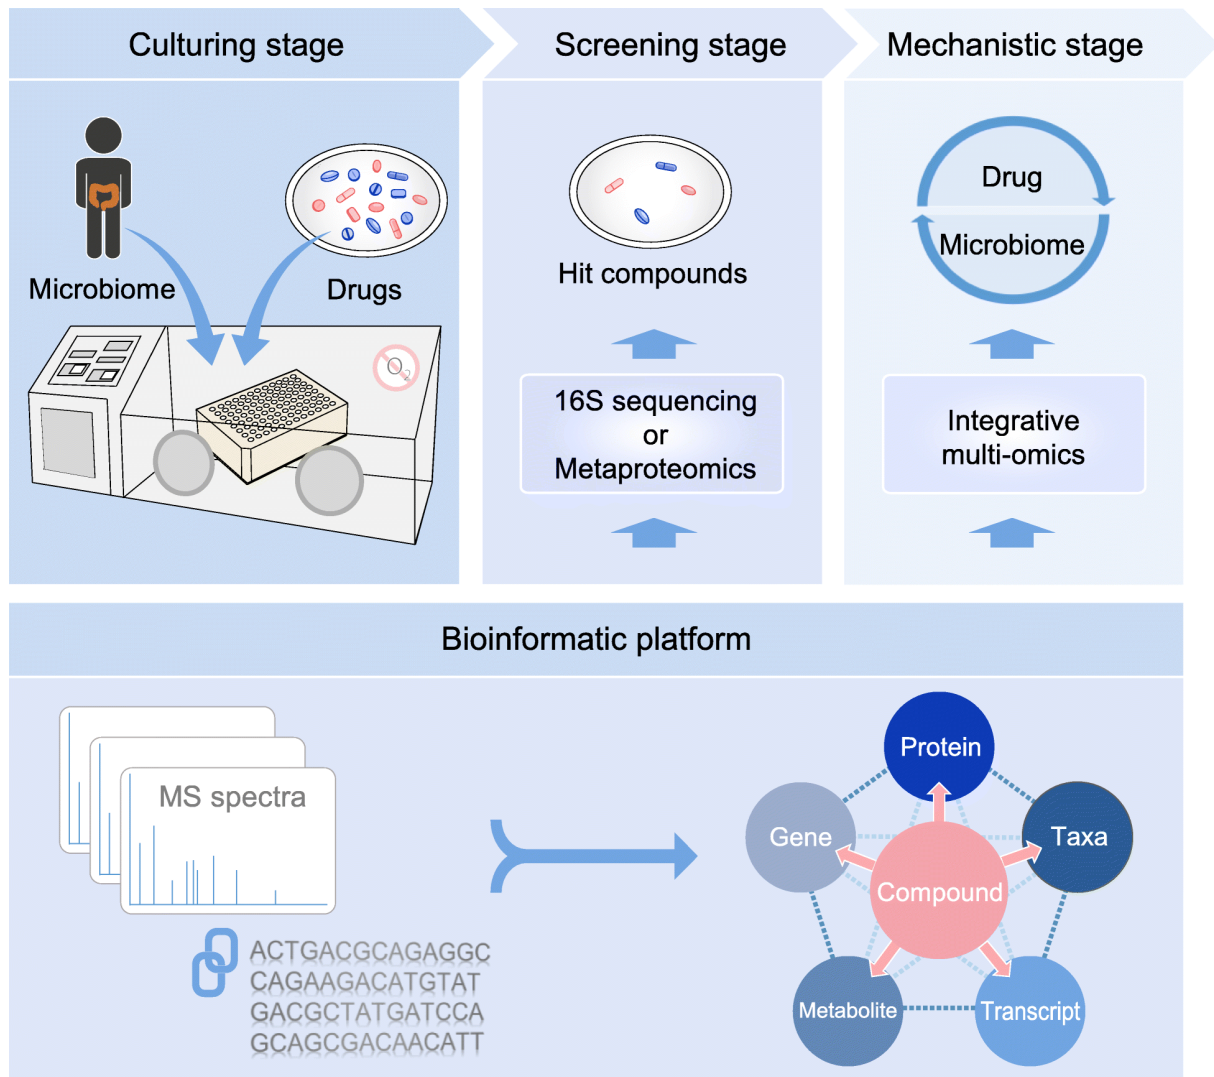 Culturing stage
Screening stage
Mechanistic stage
Microbiome
Drugs
O2
Hit compounds
16S sequencing
or
Metaproteomics
Drug
Microbiome
Integrative
multi-omics
Bioinformatic platform
MS spectra
ACTGACGCAGAGGC
CAGAAGACATGTAT
GACGCTATGATCCA
GCAGCGACAACATT
Protein
Gene
Taxa
Compound
Metabolite
Transcript